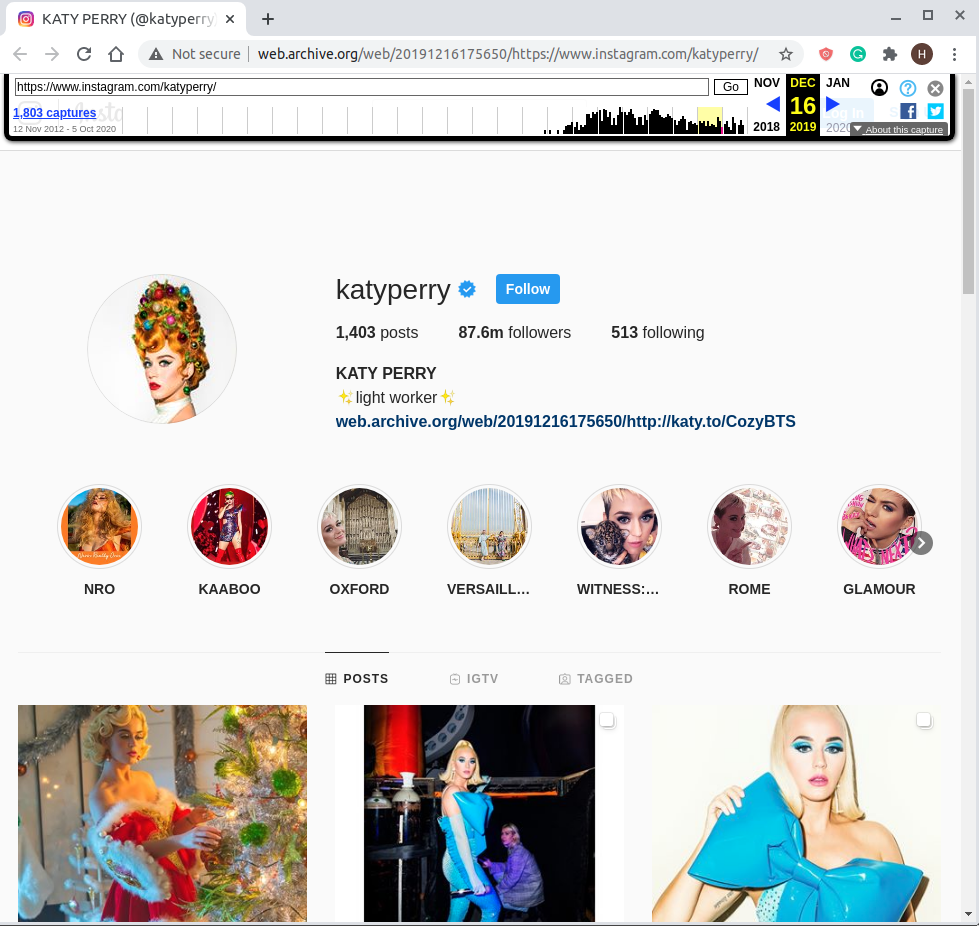 KATY PERRY (@katyperry)
Not secure
web.archive.org/web/20191216175650/https://www.instagram.com/katyperry/
H
https://www.instagram.com/katyperry/
Go
NOV DEC JAN
1,803 captures
16
12 Nov 2012 - 5 Oct 2020
2018 2019 2020
About this capture
katyperry
Follow
1,403 posts 87.6m followers 513 following
KATY PERRY
✨light worker✨
web.archive.org/web/20191216175650/http://katy.to/CozyBTS
NRO KAABOO OXFORD VERSAILL… WITNESS:… ROME GLAMOUR
POSTS IGTV TAGGED